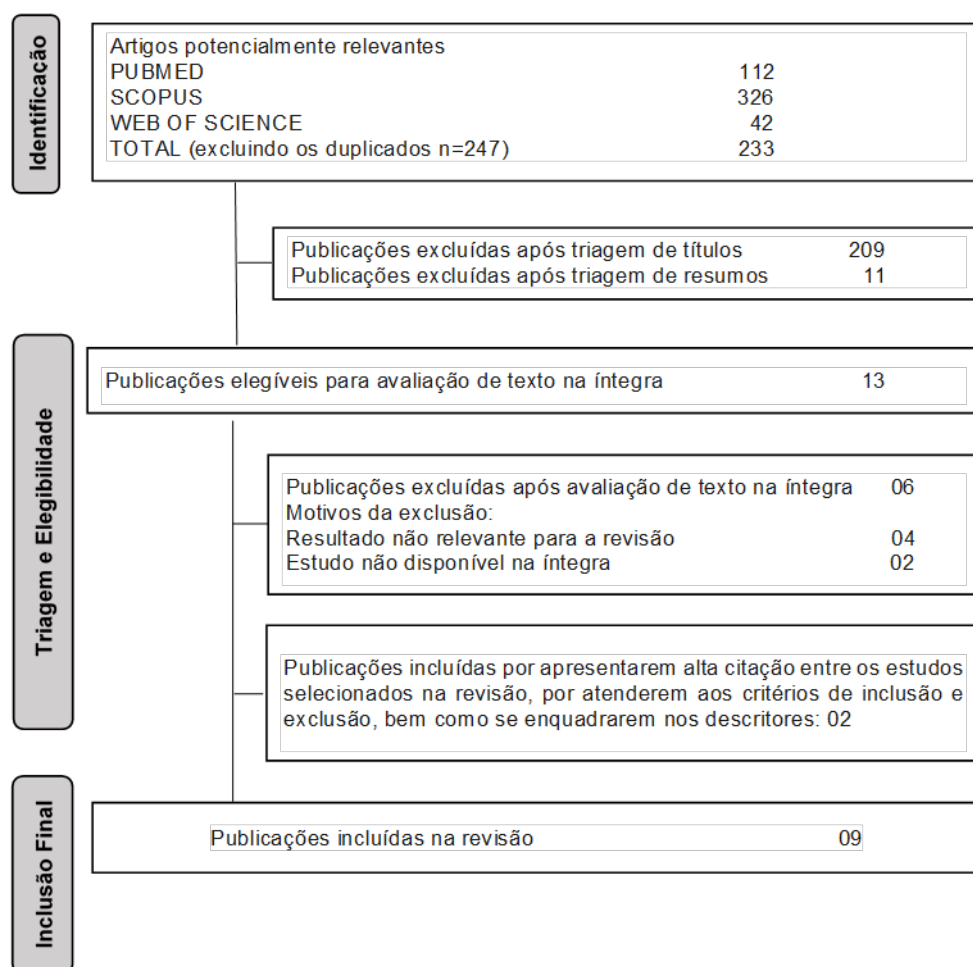 Identificação
Artigos potencialmente relevantes
PUBMED 112
SCOPUS 326
WEB OF SCIENCE 42
TOTAL (excluindo os duplicados n=247) 233
Publicações excluídas após triagem de títulos 209
Publicações excluídas após triagem de resumos 11
Triagem e Elegibilidade
Publicações elegíveis para avaliação de texto na íntegra 13
Publicações excluídas após avaliação de texto na íntegra 06
Motivos da exclusão:
Resultado não relevante para a revisão 04
Estudo não disponível na íntegra 02
Publicações incluídas por apresentarem alta citação entre os estudos
selecionados na revisão, por atenderem aos critérios de inclusão e
exclusão, bem como se enquadrarem nos descritores: 02
Inclusão Final
Publicações incluídas na revisão 09